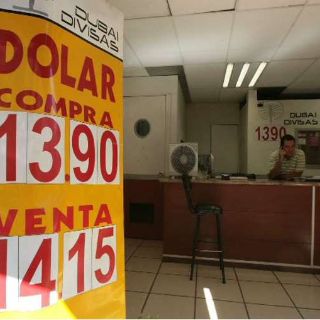 DUBAI
DIVISAS
DOLAR
COMPRA
13.90
VENTA
14.15
DUBAI
DIVISAS
1390